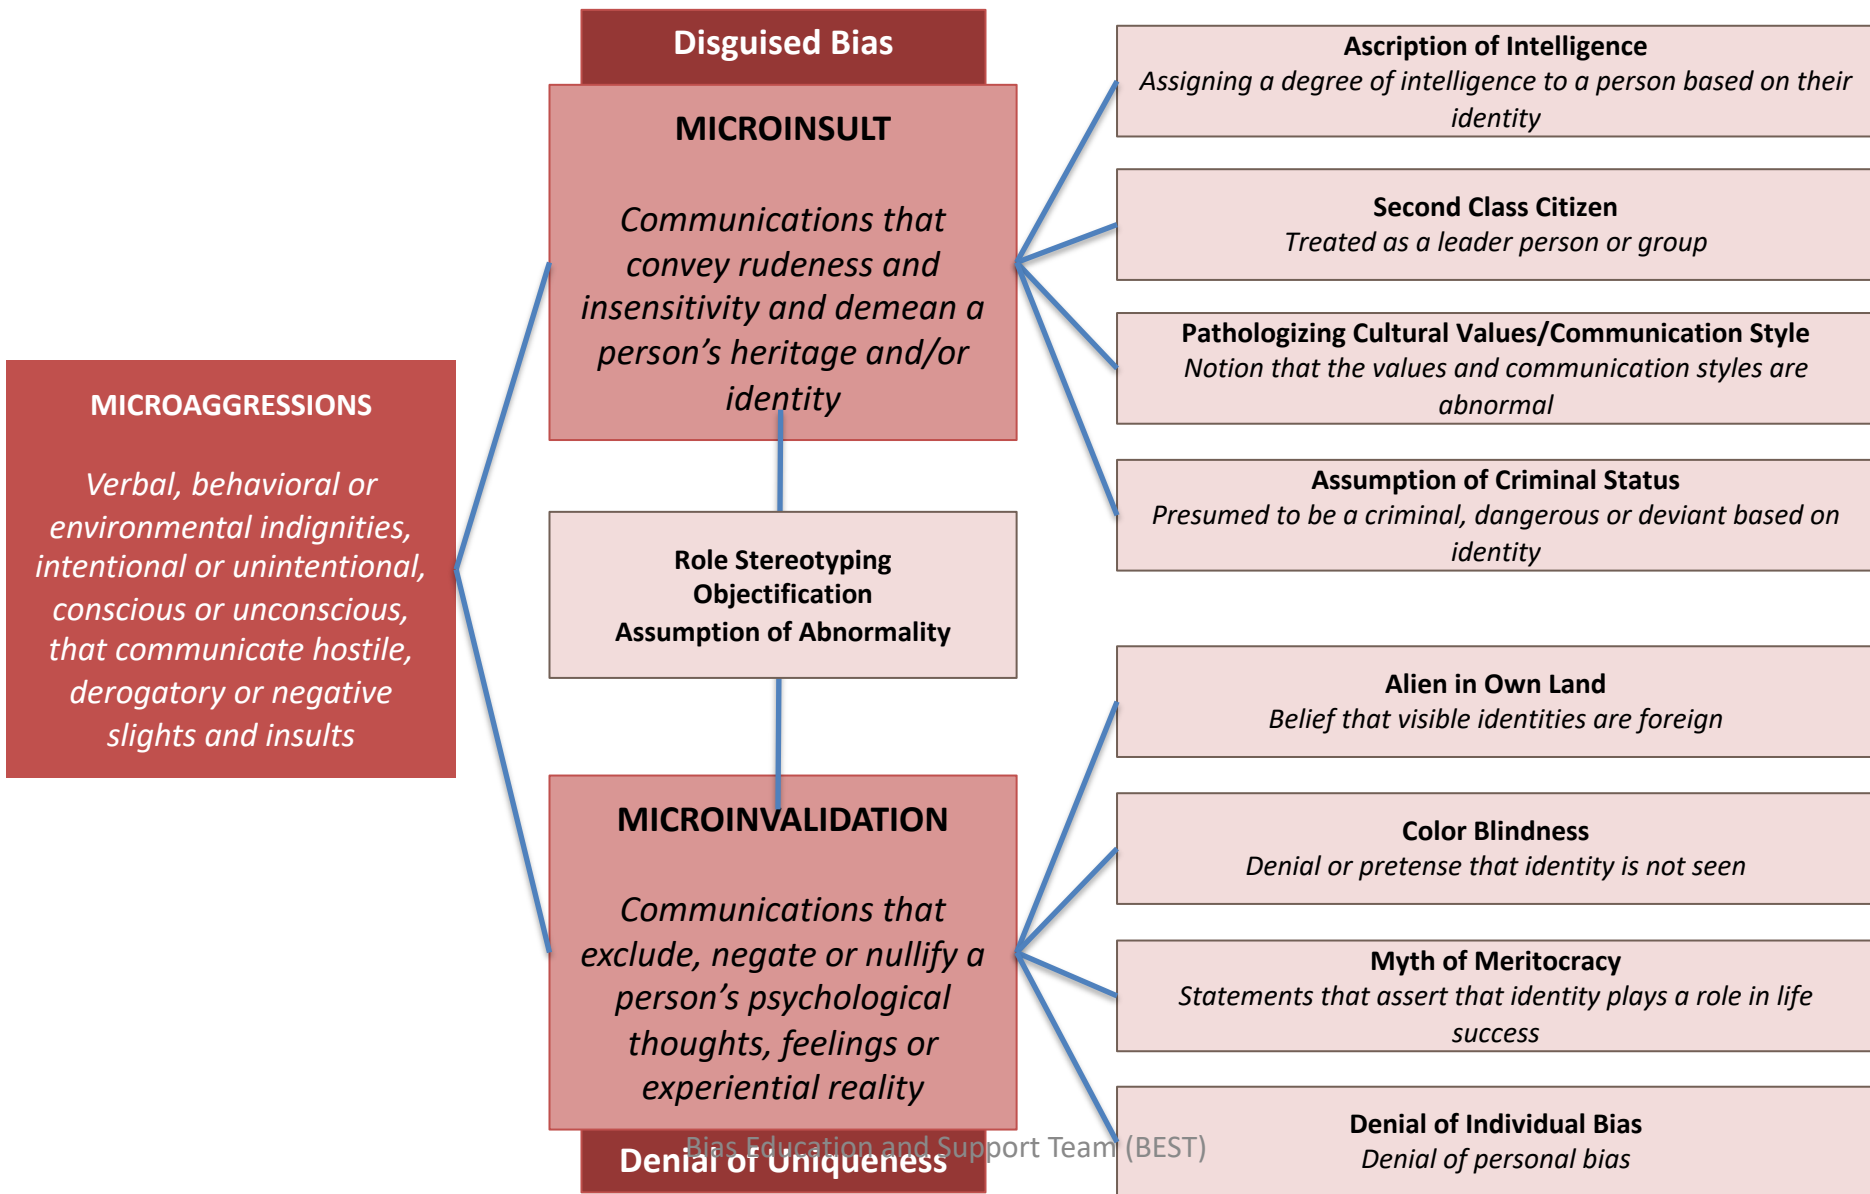 MICROAGGRESSIONS
Verbal, behavioral or
environmental indignities,
intentional or unintentional,
conscious or unconscious,
that communicate hostile,
derogatory or negative
slights and insults
Disguised Bias
MICROINSULT
Communications that
convey rudeness and
insensitivity and demean a
person’s heritage and/or
identity
Role Stereotyping
Objectification
Assumption of Abnormality
MICROINVALIDATION
Communications that
exclude, negate or nullify a
person’s psychological
thoughts, feelings or
experiential reality
Denial of Uniqueness
Ascription of Intelligence
Assigning a degree of intelligence to a person based on their
identity
Second Class Citizen
Treated as a leader person or group
Pathologizing Cultural Values/Communication Style
Notion that the values and communication styles are
abnormal
Assumption of Criminal Status
Presumed to be a criminal, dangerous or deviant based on
identity
Alien in Own Land
Belief that visible identities are foreign
Color Blindness
Denial or pretense that identity is not seen
Myth of Meritocracy
Statements that assert that identity plays a role in life
success
Denial of Individual Bias
Denial of personal bias
Bias Education and Support Team (BEST)